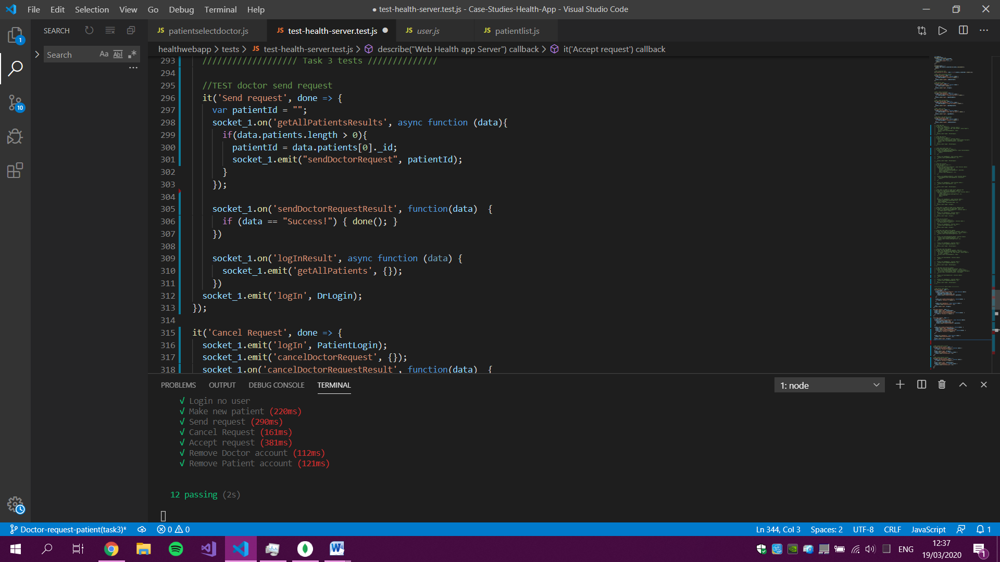 File Edit Selection View Go Debug Terminal Help
● test-health-server.test.js - Case-Studies-Health-App - Visual Studio Code
SEARCH
JS patientselectdoctor.js
JS test-health-server.test.js
JS user.js
JS patientlist.js
1
Search
Aa Abl .*
healthwebapp > tests > JS test-health-server.test.js > describe("Web Health app Server") callback > it('Accept request') callback
10
293 /////////////////// Task 3 tests //////////////
294
295 //TEST doctor send request
296 it('Send request', done => {
297 var patientId = "";
298 socket_1.on('getAllPatientsResults', async function (data){
299 if(data.patients.length > 0){
300 patientId = data.patients[0]._id;
301 socket_1.emit("sendDoctorRequest", patientId);
302 }
303 });
304
305 socket_1.on('sendDoctorRequestResult', function(data)  {
306 if (data == "Success!") { done(); }
307 })
308
309 socket_1.on('logInResult', async function (data) {
310 socket_1.emit('getAllPatients', {});
311 })
312 socket_1.emit('logIn', DrLogin);
313 });
314
315 it('Cancel Request', done => {
316 socket_1.emit('logIn', PatientLogin);
317 socket_1.emit('cancelDoctorRequest', {});
318 socket_1.on('cancelDoctorRequestResult', function(data)  {
PROBLEMS OUTPUT DEBUG CONSOLE TERMINAL
1: node
√ Login no user
√ Make new patient (220ms)
√ Send request (290ms)
√ Cancel Request (161ms)
√ Accept request (381ms)
√ Remove Doctor account (112ms)
√ Remove Patient account (121ms)
12 passing (2s)
Doctor-request-patient(task3)* 0 0
Ln 344, Col 3 Spaces: 2 UTF-8 CRLF JavaScript 1
ENG
12:37
19/03/2020
1